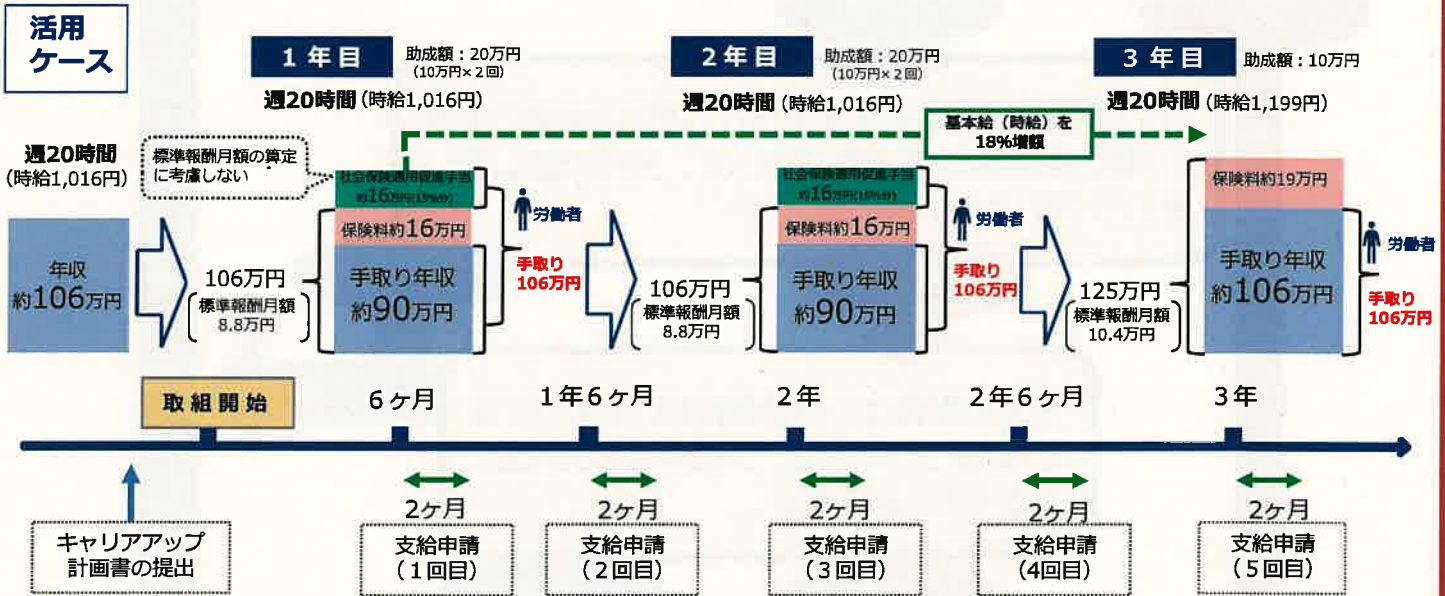 活用
ケース
1年目
助成額:20万円
(10万円×2回)
週20時間(時給1,016円)
2年目
助成額:20万円
(10万円×2回)
週20時間(時給1,016円)
3年目
助成額:10万円
週20時間(時給1,199円)
基本給(時給)を
18%増額
週20時間
(時給1,016円)
標準報酬月額の算定
に考慮しない
年収
約106万円
106万円
標準報酬月額
8.8万円
社会保険適用促進手当
約16万円(15%分)
保険料約16万円
手取り年収
約90万円
労働者
手取り
106万円
106万円
標準報酬月額
8.8万円
社会保険適用促進手当
約16万円(15%分)
保険料約16万円
手取り年収
約90万円
労働者
手取り
106万円
125万円
標準報酬月額
10.4万円
保険料約19万円
手取り年収
約106万円
労働者
手取り
106万円
取組開始
6ヶ月
1年6ヶ月
2年
2年6ヶ月
3年
キャリアアップ
計画書の提出
2ヶ月
支給申請
(1回目)
2ヶ月
支給申請
(2回目)
2ヶ月
支給申請
(3回目)
2ヶ月
支給申請
(4回目)
2ヶ月
支給申請
(5回目)